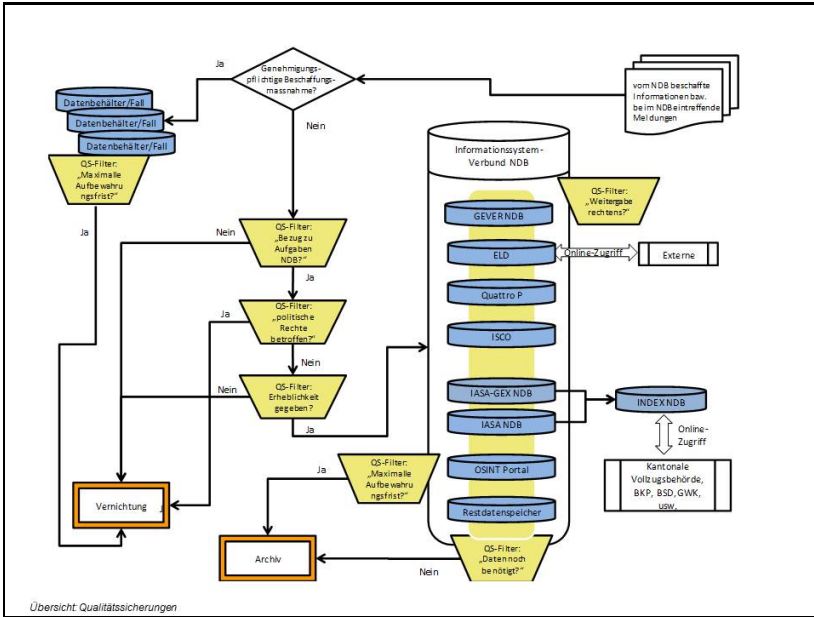 Ja
Genehmigungs-
pflichtige Beschaffungs-
massnahme?
vom NDB beschaffte
Informationen bzw.
beim NDB eintreffende
Meldungen
Datenbehälter/Fall
Datenbehälter/Fall
Datenbehälter/Fall
Nein
Informationssystem-
Verbund NDB
QS-Filter:
„Maximalle
Aufbewahru
ngsfrist?“
QS-Filter:
„Weitergabe
rechtens?“
GEVER NDB
Ja
Nein
QS-Filter:
„Bezug zu
Aufgaben
NDB?“
ELD
Online-Zugriff
Externe
Ja
Quattro P
QS-Filter:
„politische
Rechte
betroffen?“
Ja
ISCO
Nein
Nein
QS-Filter:
Erheblichkeit
gegeben?
IASA-GEX NDB
INDEX NDB
Ja
IASA NDB
Online-
Zugriff
QS-Filter:
„Maximalle
Aufbewahru
ngsfrist?“
Ja
OSINT Portal
Kantonale
Vollzugsbehörde,
BKP, BSD, GWK,
usw,
Vernichtung
J
Restdatenspeicher
Archiv
QS-Filter:
„Daten noch
benötigt?“
Nein
Übersicht: Qualitätssicherungen